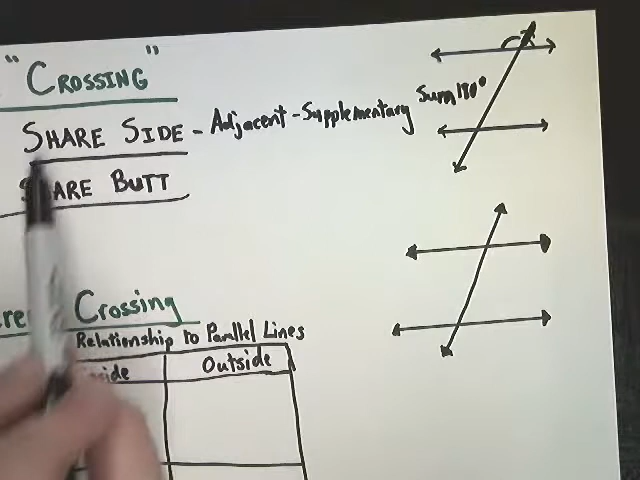 "CROSSING"
SHARE SIDE - Adjacent - Supplementary Sum 180°
SHARE BUTT
Crossing
Relationship to Parallel Lines
Outside